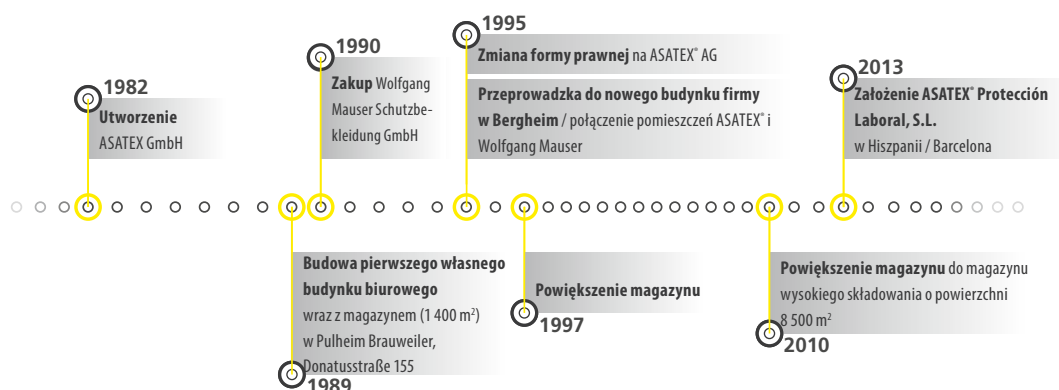 1982
Utworzenie
ASATEX GmbH
1990
Zakup Wolfgang
Mauser Schutzbe-
kleidung GmbH
1995
Zmiana formy prawnej na ASATEX® AG
Przeprowadzka do nowego budynku firmy
w Bergheim / połączenie pomieszczeń ASATEX® i
Wolfgang Mauser
2013
Założenie ASATEX® Protección
Laboral, S.L.
w Hiszpanii / Barcelona
Budowa pierwszego własnego
budynku biurowego
wraz z magazynem (1 400 m²)
w Pulheim Brauweiler,
Donatusstraße 155
1989
Powiększenie magazynu
1997
Powiększenie magazynu do magazynu
wysokiego składowania o powierzchni
8 500 m²
2010